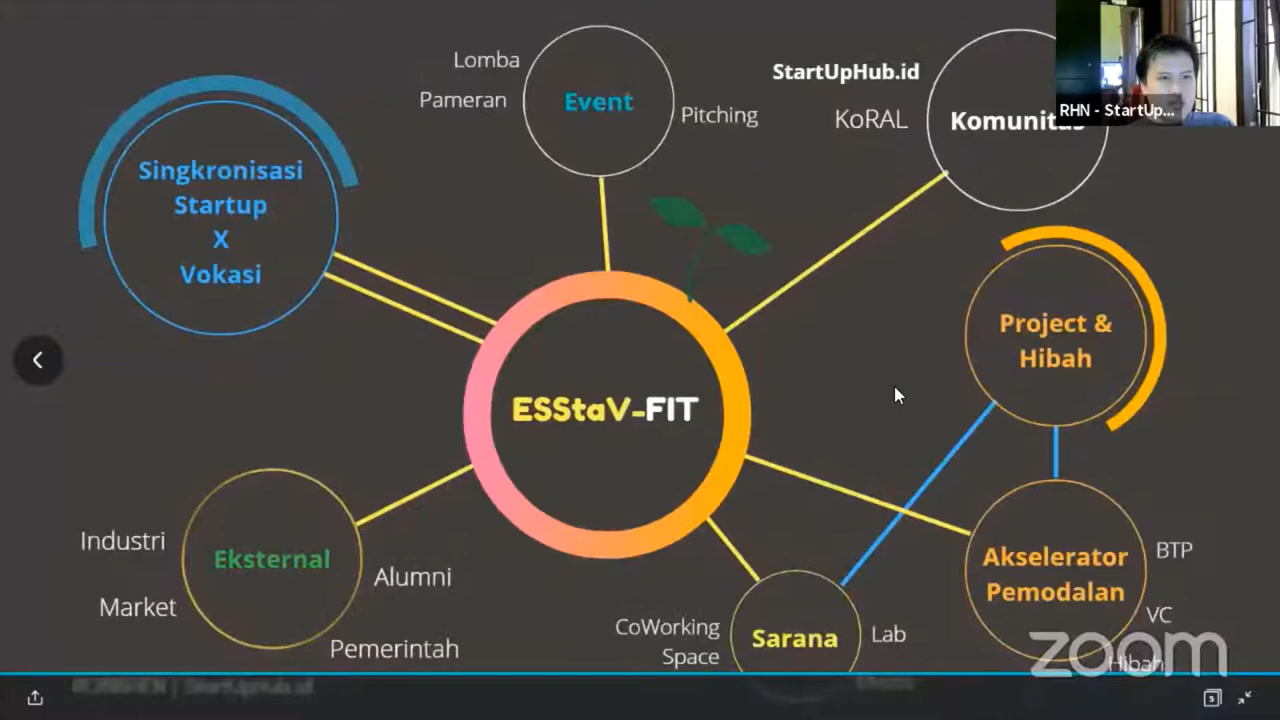 Lomba
Pameran
Event
Pitching
StartUpHub.id
KoRAL
Komunitas
RHN - StartUp...
Singkronisasi
Startup
X
Vokasi
Project &
Hibah
ESStaV-FIT
Industri
Market
Eksternal
Alumni
Pemerintah
CoWorking
Space
Sarana
Lab
Akselerator
Pemodalan
BTP
VC
Hibah
zoom